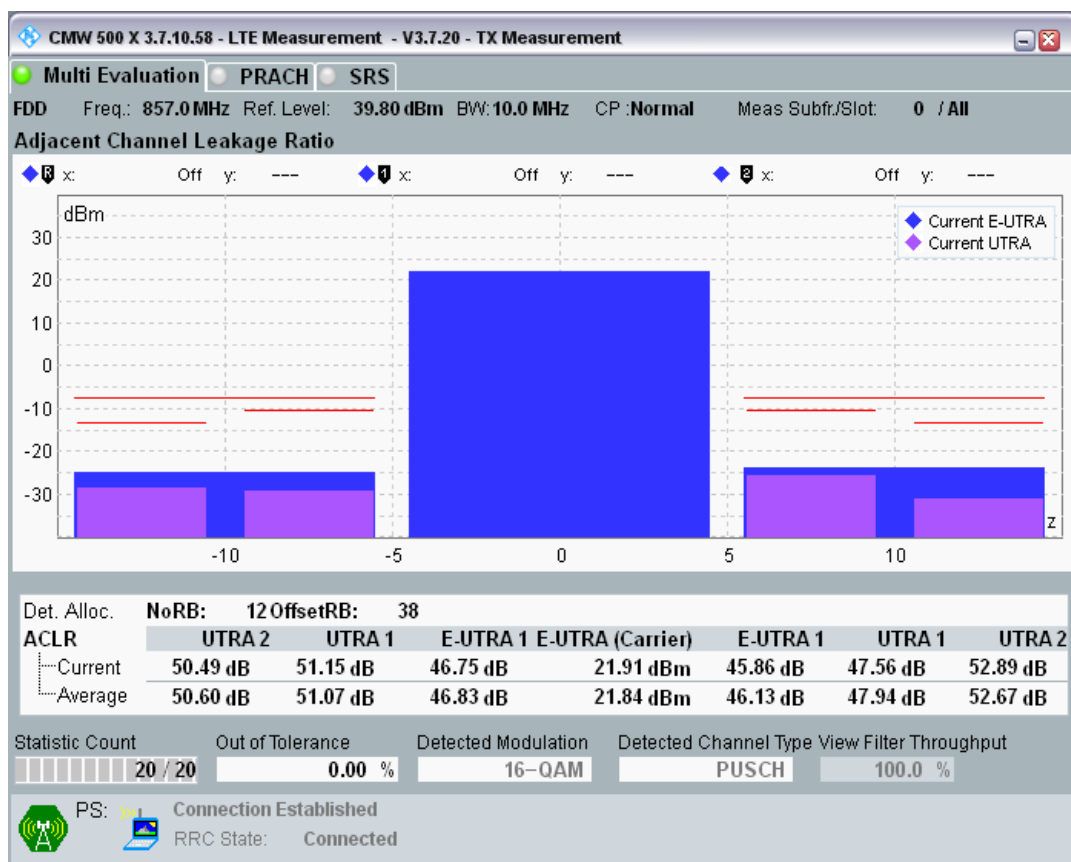 CMW 500 X 3.7.10.58 - LTE Measurement - V3.7.20 - TX Measurement
Multi Evaluation PRACH SRS
FDD Freq.: 857.0 MHz Ref. Level: 39.80 dBm BW: 10.0 MHz CP :Normal Meas Subfr./Slot: 0 / All
Adjacent Channel Leakage Ratio
R x: Off y: --- 1 x: Off y: --- 2 x: Off y: ---
dBm
Current E-UTRA
Current UTRA
30
20
10
0
-10
-20
-30
z
-10 -5 0 5 10
Det. Alloc. NoRB: 12 OffsetRB: 38
ACLR UTRA 2 UTRA 1 E-UTRA 1 E-UTRA (Carrier) E-UTRA 1 UTRA 1 UTRA 2
Current 50.49 dB 51.15 dB 46.75 dB 21.91 dBm 45.86 dB 47.56 dB 52.89 dB
Average 50.60 dB 51.07 dB 46.83 dB 21.84 dBm 46.13 dB 47.94 dB 52.67 dB
Statistic Count Out of Tolerance Detected Modulation Detected Channel Type View Filter Throughput
20 / 20 0.00 % 16-QAM PUSCH 100.0 %
PS: Connection Established
RRC State: Connected